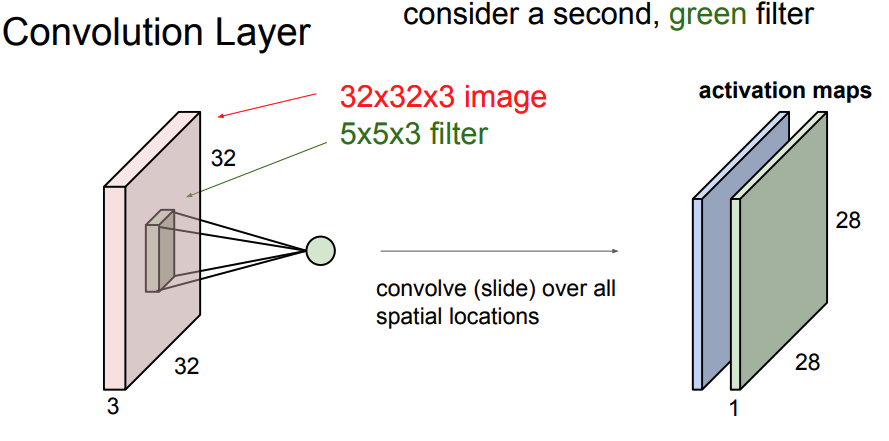 Convolution Layer
consider a second, green filter
32x32x3 image
5x5x3 filter
32
32
3
convolve (slide) over all
spatial locations
activation maps
28
28
1